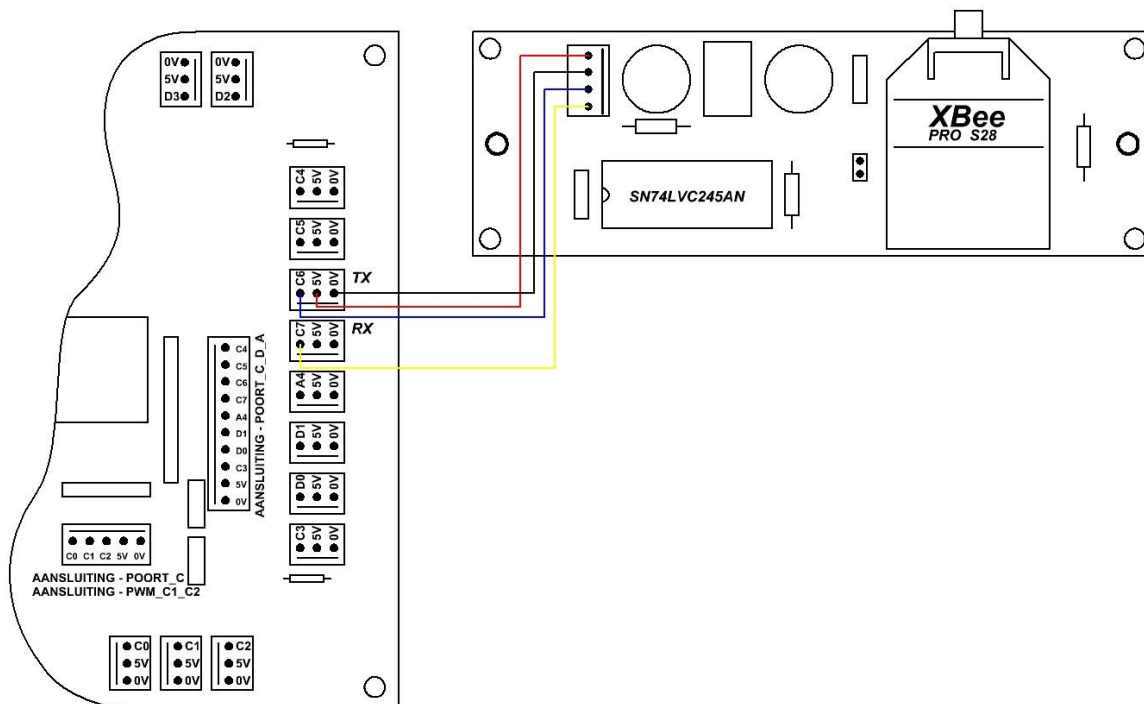 0V
5V
D3
0V
5V
D2
C4 5V 0V
C5 5V 0V
C6 5V 0V
TX
C7 5V 0V
RX
A4 5V 0V
D1 5V 0V
D0 5V 0V
C3 5V 0V
C4
C5
C6
C7
A4
D1
D0
C3
5V
0V
AANSLUITING - POORT_C_D_A
C0 C1 C2 5V 0V
AANSLUITING - POORT_C
AANSLUITING - PWM_C1_C2
C0
5V
0V
C1
5V
0V
C2
5V
0V
XBee
PRO S28
SN74LVC245AN